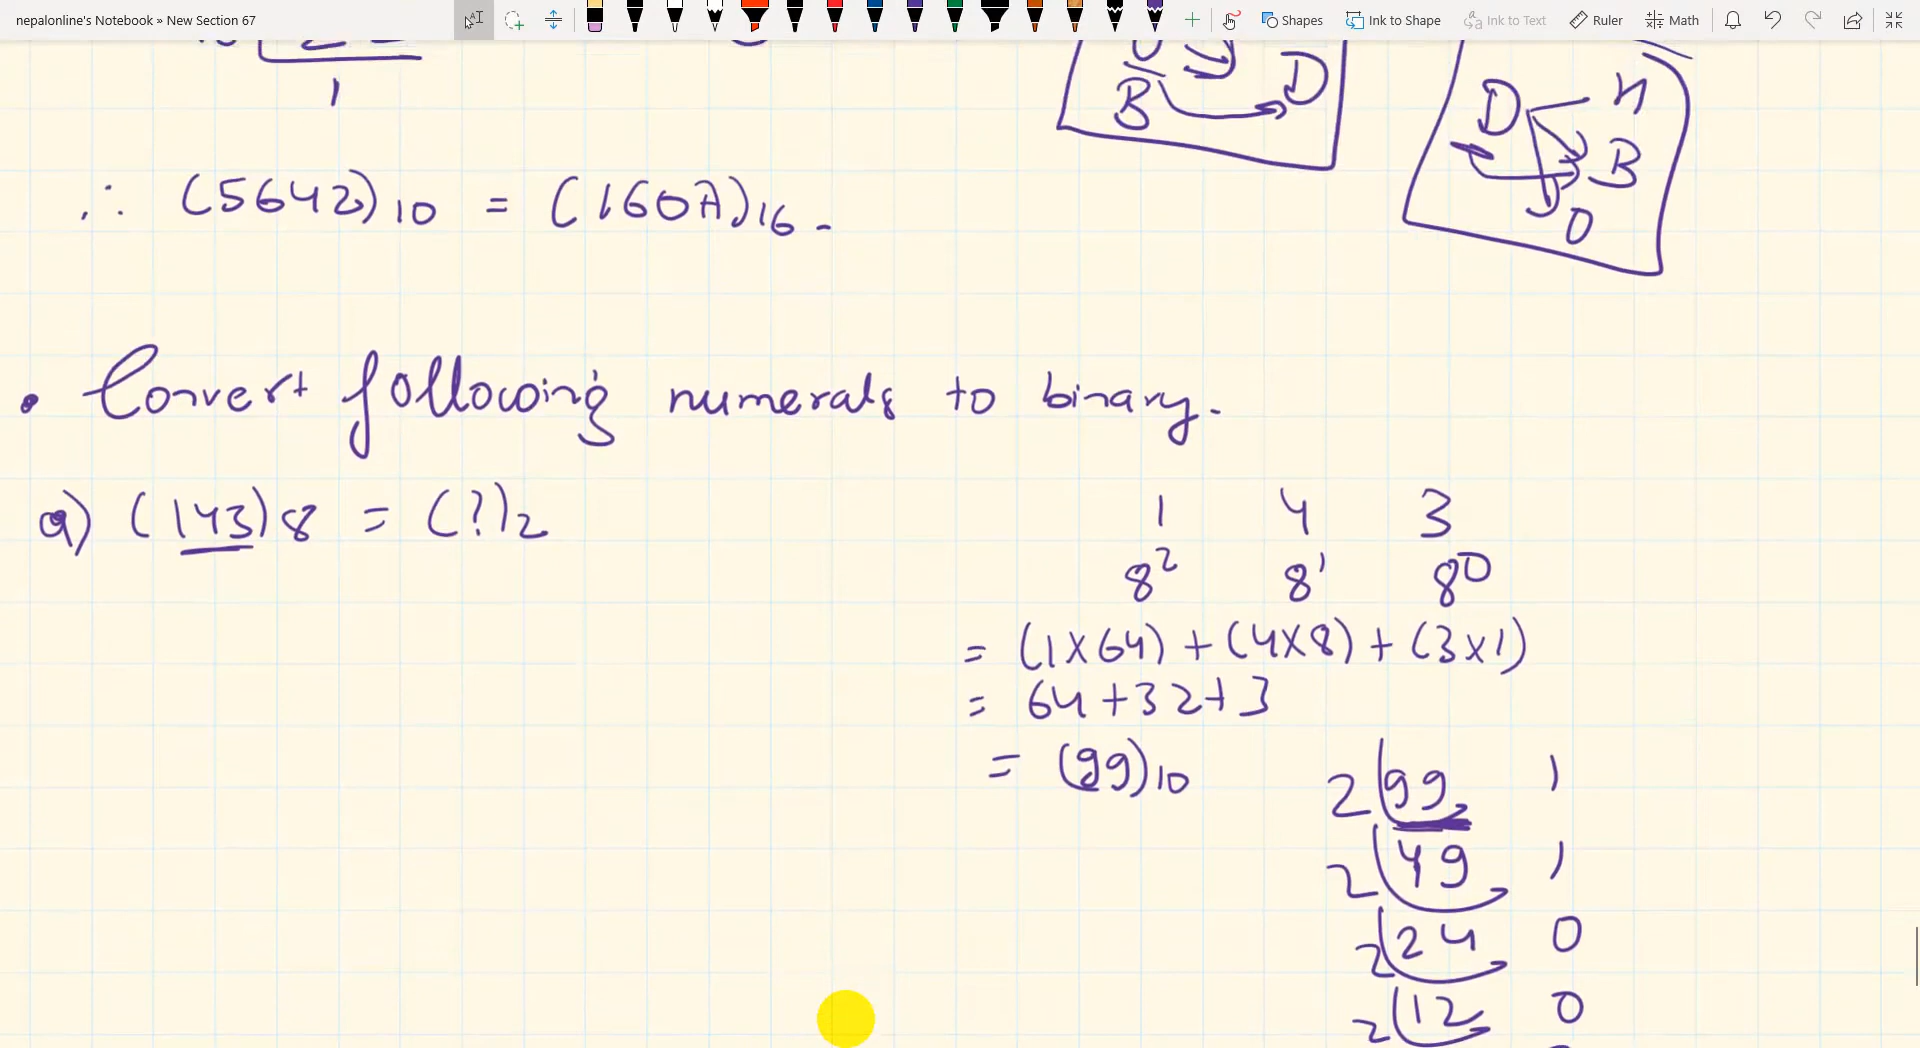 nepalonline's Notebook » New Section 67
Shapes
Ink to Shape
Ink to Text
Ruler
Math
1
B D
D H
B
O
∴ (5642)10 = (160A)16 -
• Convert following numerals to binary.
a) (143)8 = (?)2
1 4 3
8² 8¹ 8⁰
= (1×64) + (4×8) + (3×1)
= 64+32+3
= (99)10
2 99 1
2 49 1
2 24 0
2 12 0